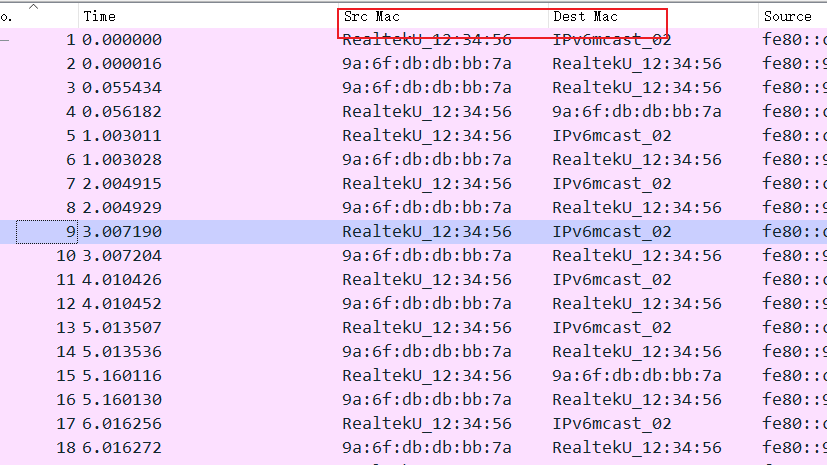 o. Time Src Mac Dest Mac Source
1 0.000000 RealtekU_12:34:56 IPv6mcast_02 fe80::
2 0.000016 9a:6f:db:db:bb:7a RealtekU_12:34:56 fe80::9
3 0.055434 9a:6f:db:db:bb:7a RealtekU_12:34:56 fe80::9
4 0.056182 RealtekU_12:34:56 9a:6f:db:db:bb:7a fe80::
5 1.003011 RealtekU_12:34:56 IPv6mcast_02 fe80::
6 1.003028 9a:6f:db:db:bb:7a RealtekU_12:34:56 fe80::9
7 2.004915 RealtekU_12:34:56 IPv6mcast_02 fe80::
8 2.004929 9a:6f:db:db:bb:7a RealtekU_12:34:56 fe80::9
9 3.007190 RealtekU_12:34:56 IPv6mcast_02 fe80::
10 3.007204 9a:6f:db:db:bb:7a RealtekU_12:34:56 fe80::9
11 4.010426 RealtekU_12:34:56 IPv6mcast_02 fe80::
12 4.010452 9a:6f:db:db:bb:7a RealtekU_12:34:56 fe80::9
13 5.013507 RealtekU_12:34:56 IPv6mcast_02 fe80::
14 5.013536 9a:6f:db:db:bb:7a RealtekU_12:34:56 fe80::9
15 5.160116 RealtekU_12:34:56 9a:6f:db:db:bb:7a fe80::
16 5.160130 9a:6f:db:db:bb:7a RealtekU_12:34:56 fe80::9
17 6.016256 RealtekU_12:34:56 IPv6mcast_02 fe80::
18 6.016272 9a:6f:db:db:bb:7a RealtekU_12:34:56 fe80::9